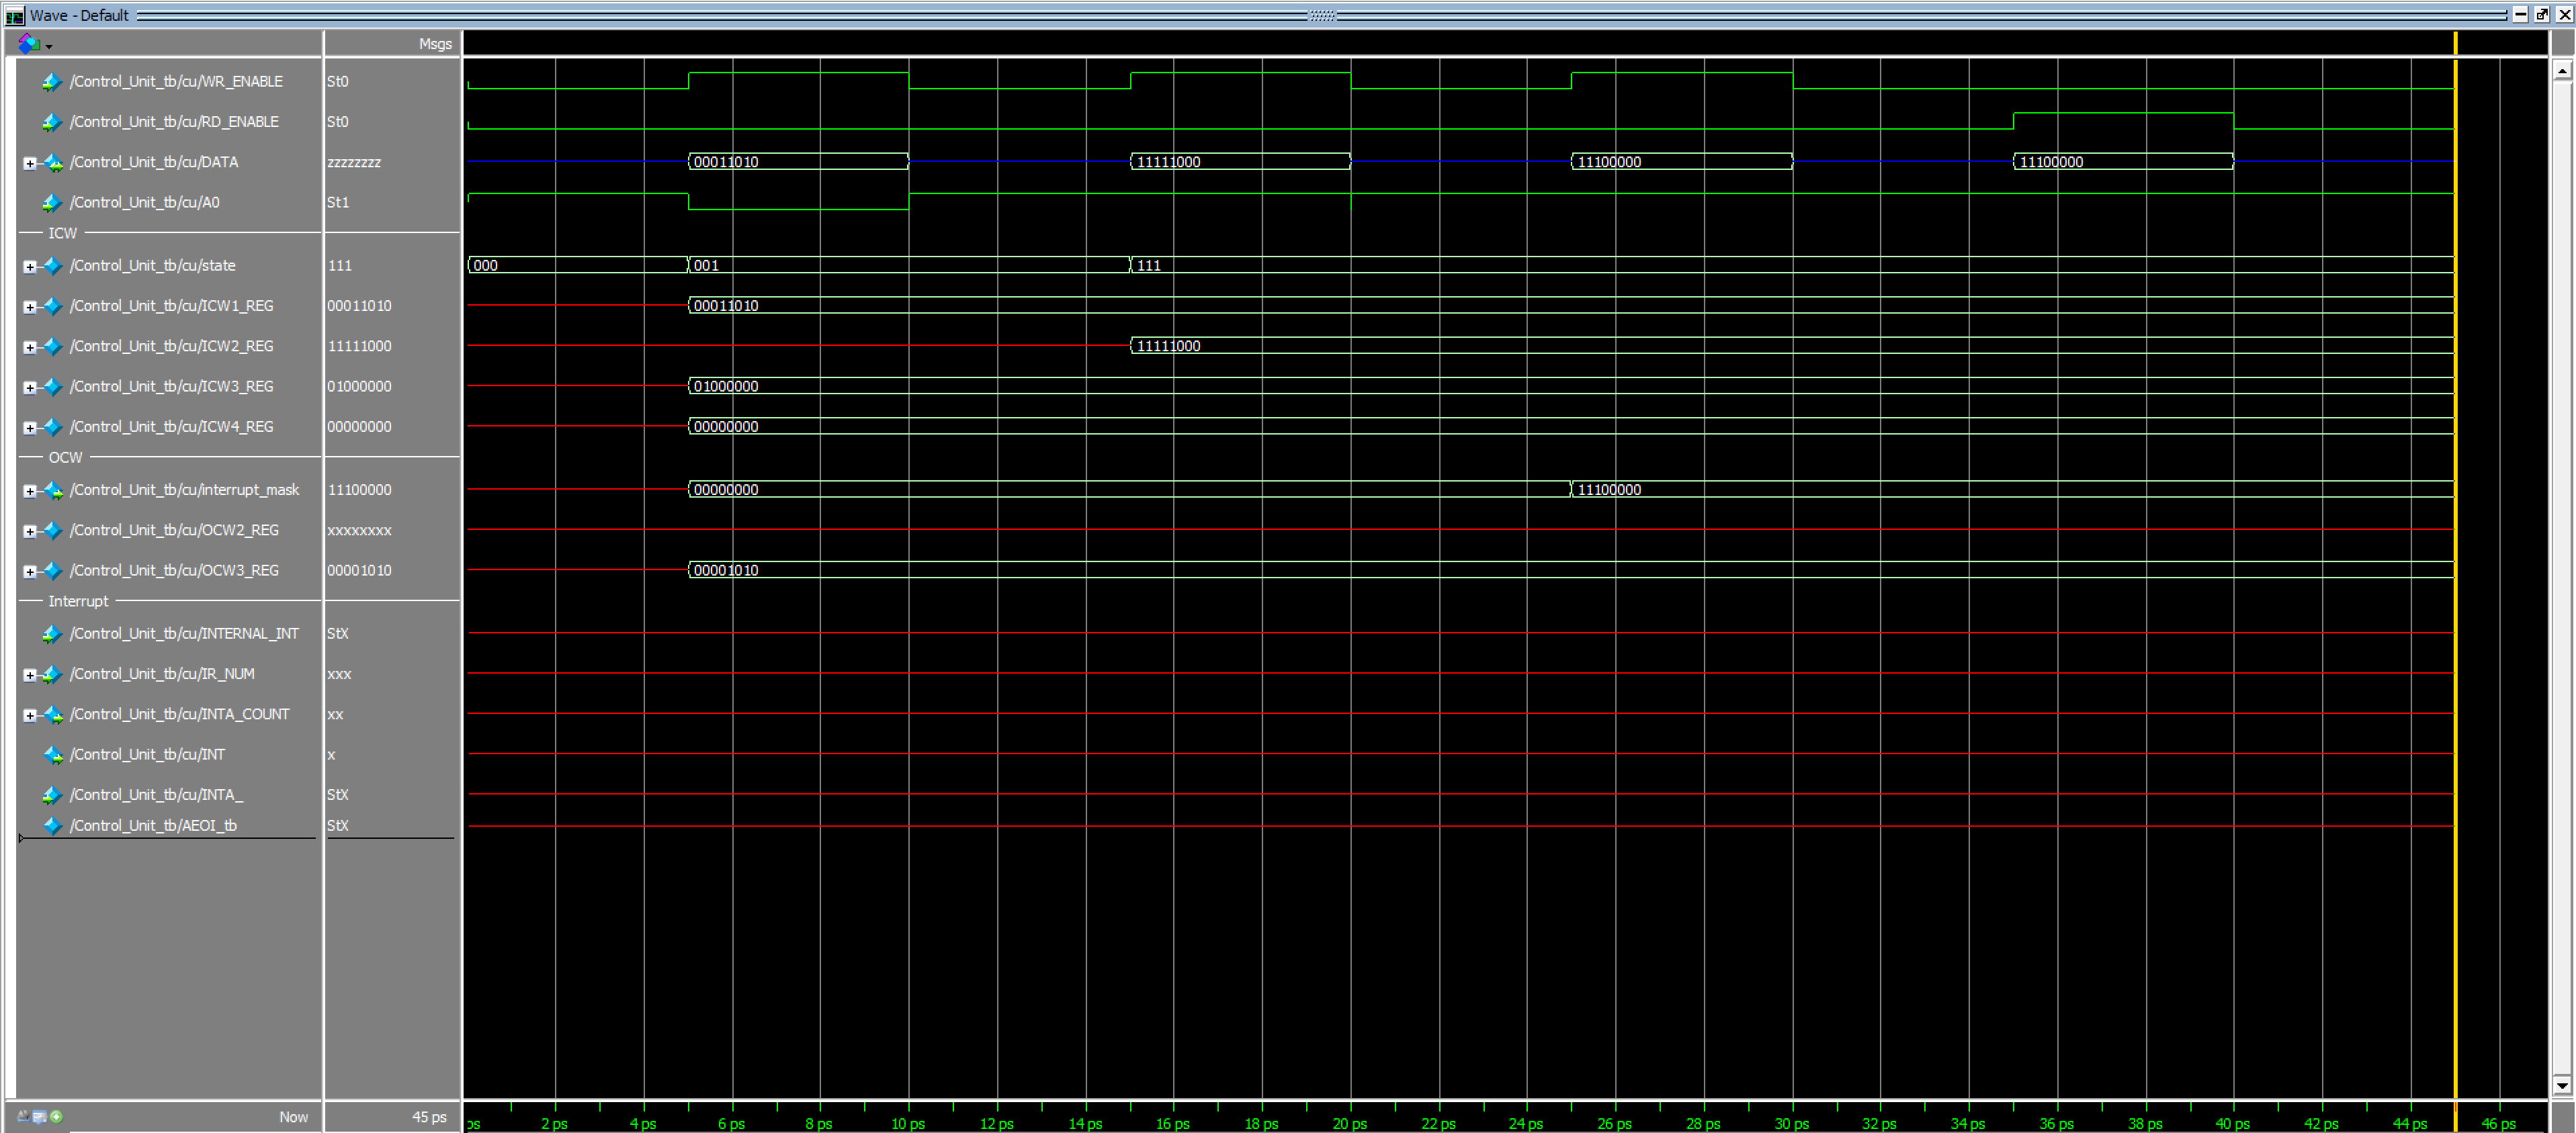 Wave - Default
Msgs
/Control_Unit_tb/cu/WR_ENABLE St0
/Control_Unit_tb/cu/RD_ENABLE St0
/Control_Unit_tb/cu/DATA zzzzzzzz 00011010 11111000 11100000 11100000
/Control_Unit_tb/cu/A0 St1
ICW
/Control_Unit_tb/cu/state 111 000 001 111
/Control_Unit_tb/cu/ICW1_REG 00011010 00011010
/Control_Unit_tb/cu/ICW2_REG 11111000 11111000
/Control_Unit_tb/cu/ICW3_REG 01000000 01000000
/Control_Unit_tb/cu/ICW4_REG 00000000 00000000
OCW
/Control_Unit_tb/cu/interrupt_mask 11100000 00000000 11100000
/Control_Unit_tb/cu/OCW2_REG xxxxxxxx
/Control_Unit_tb/cu/OCW3_REG 00001010 00001010
Interrupt
/Control_Unit_tb/cu/INTERNAL_INT StX
/Control_Unit_tb/cu/IR_NUM xxx
/Control_Unit_tb/cu/INTA_COUNT xx
/Control_Unit_tb/cu/INT x
/Control_Unit_tb/cu/INTA_ StX
/Control_Unit_tb/AEOI_tb StX
Now 45 ps ps 2 ps 4 ps 6 ps 8 ps 10 ps 12 ps 14 ps 16 ps 18 ps 20 ps 22 ps 24 ps 26 ps 28 ps 30 ps 32 ps 34 ps 36 ps 38 ps 40 ps 42 ps 44 ps 46 ps